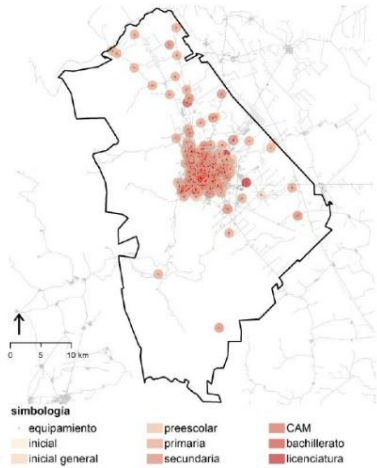 0 5 10 km
simbología
equipamiento preescolar CAM
inicial primaria bachillerato
inicial general secundaria licenciatura